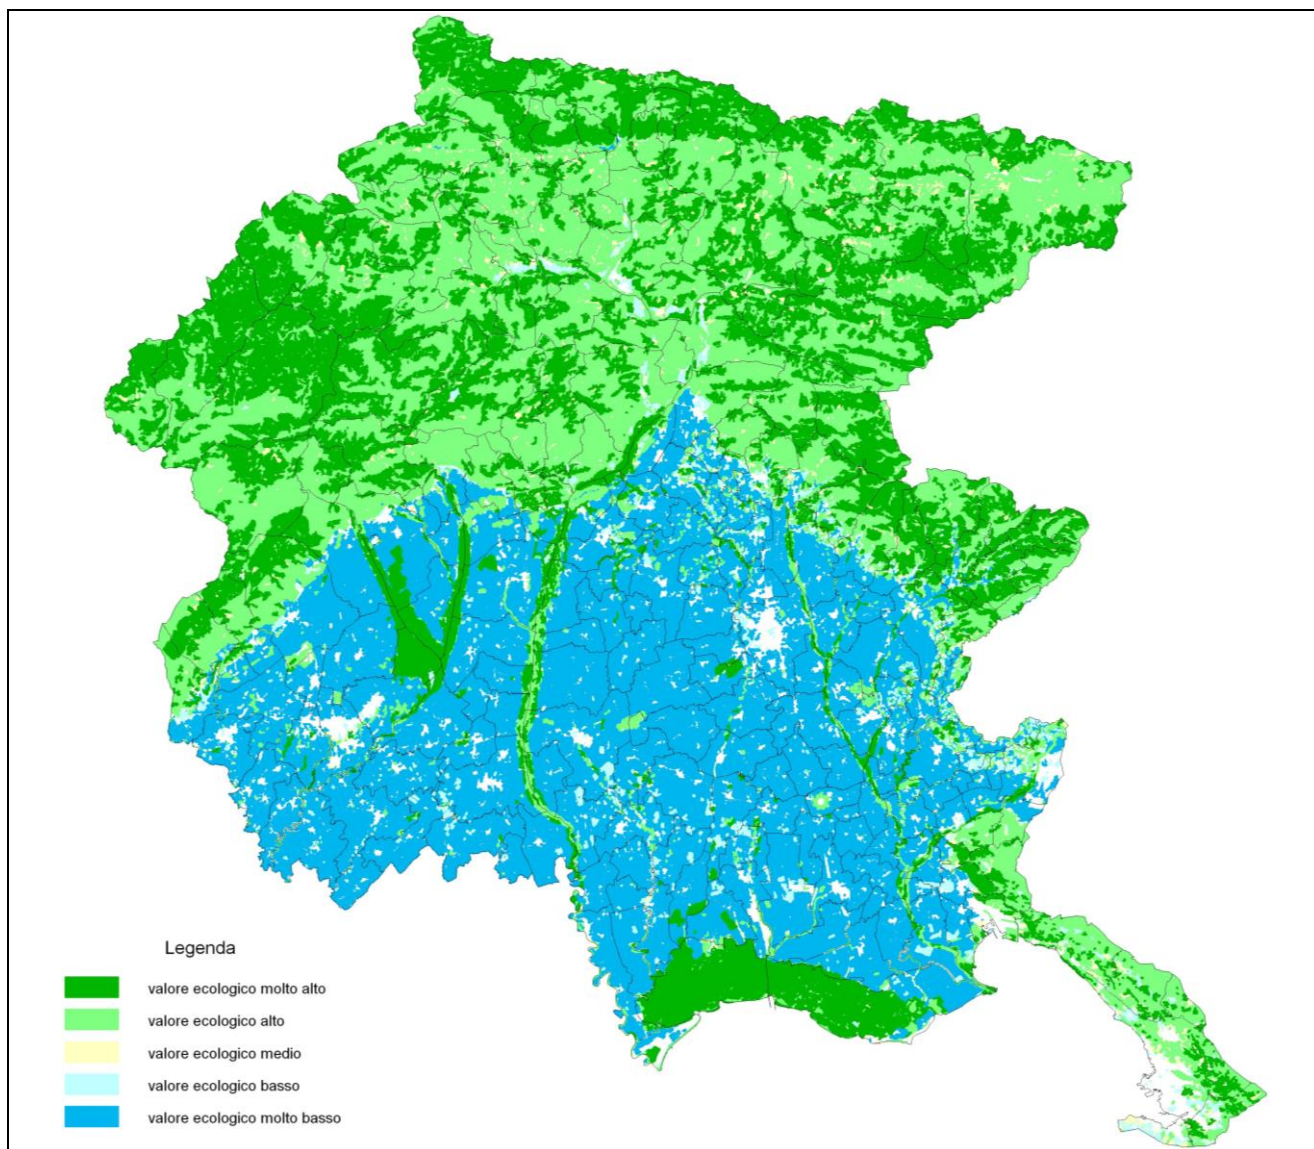 Legenda
valore ecologico molto alto
valore ecologico alto
valore ecologico medio
valore ecologico basso
valore ecologico molto basso